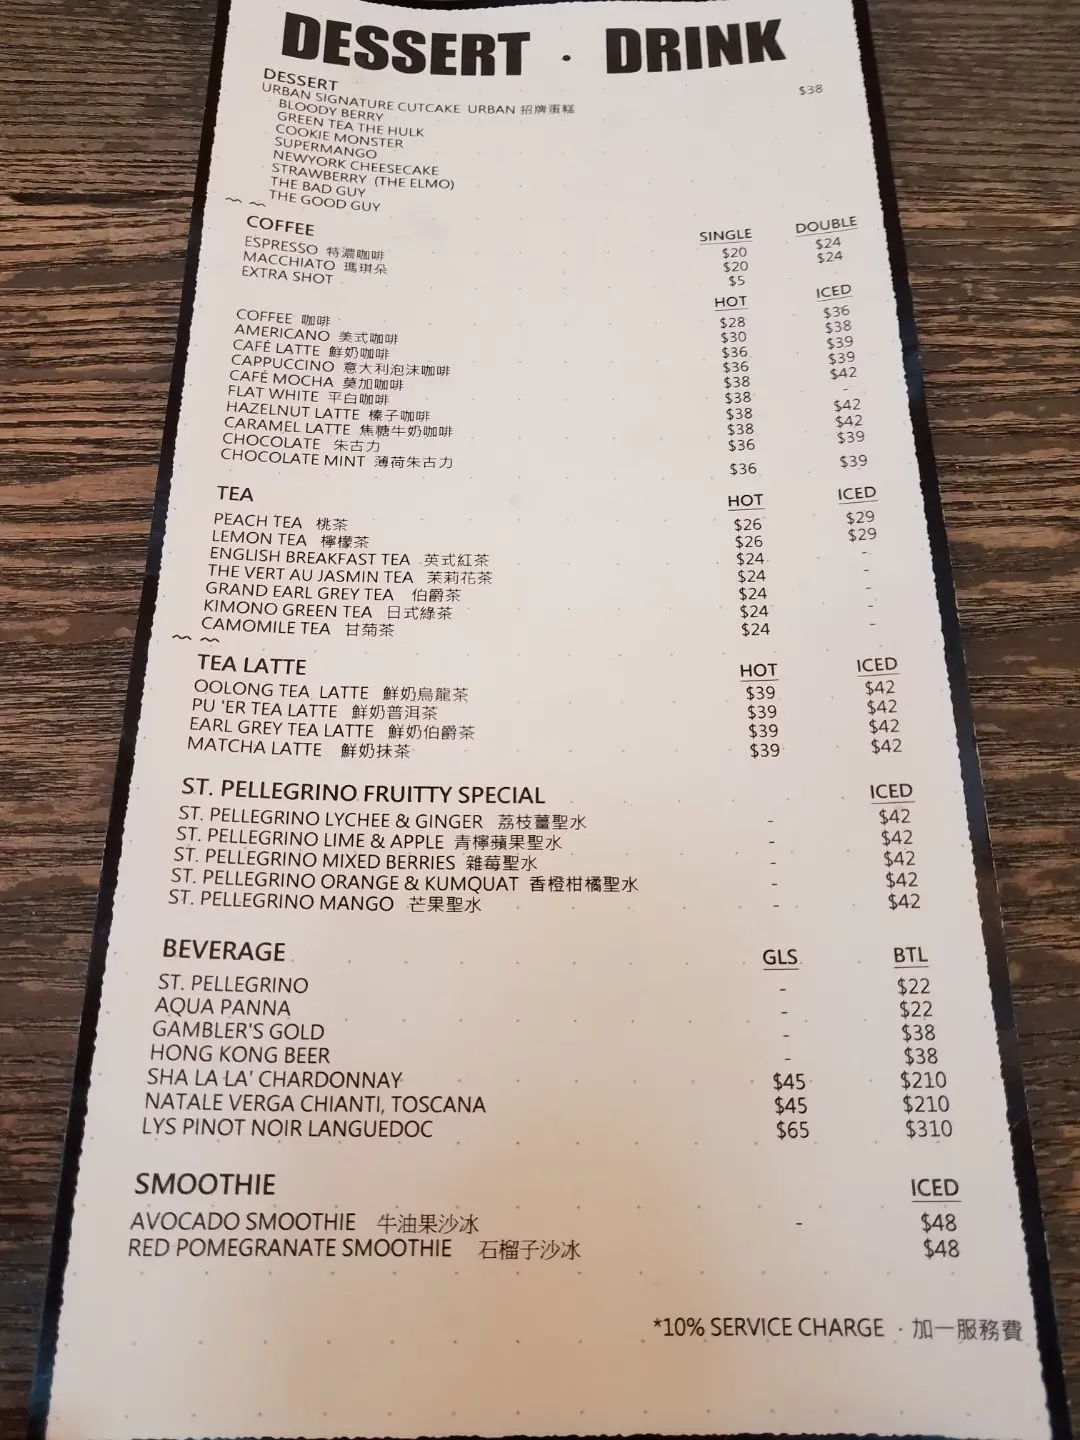 DESSERT · DRINK
DESSERT
URBAN SIGNATURE CUTCAKE URBAN 招牌蛋糕 $38
BLOODY BERRY
GREEN TEA THE HULK
COOKIE MONSTER
SUPERMANGO
NEWYORK CHEESECAKE
STRAWBERRY (THE ELMO)
THE BAD GUY
THE GOOD GUY
COFFEE SINGLE DOUBLE
ESPRESSO 特濃咖啡 $20 $24
MACCHIATO 瑪琪朵 $20 $24
EXTRA SHOT $5
HOT ICED
COFFEE 咖啡 $28 $36
AMERICANO 美式咖啡 $30 $38
CAFÉ LATTE 鮮奶咖啡 $36 $39
CAPPUCCINO 意大利泡沫咖啡 $36 $39
CAFÉ MOCHA 莫加咖啡 $38 $42
FLAT WHITE 平白咖啡 $38 -
HAZELNUT LATTE 榛子咖啡 $38 $42
CARAMEL LATTE 焦糖牛奶咖啡 $38 $42
CHOCOLATE 朱古力 $36 $39
CHOCOLATE MINT 薄荷朱古力 $36 $39
TEA HOT ICED
PEACH TEA 桃茶 $26 $29
LEMON TEA 檸檬茶 $26 $29
ENGLISH BREAKFAST TEA 英式紅茶 $24 -
THE VERT AU JASMIN TEA 茉莉花茶 $24 -
GRAND EARL GREY TEA 伯爵茶 $24 -
KIMONO GREEN TEA 日式綠茶 $24 -
CAMOMILE TEA 甘菊茶 $24 -
TEA LATTE HOT ICED
OOLONG TEA LATTE 鮮奶烏龍茶 $39 $42
PU 'ER TEA LATTE 鮮奶普洱茶 $39 $42
EARL GREY TEA LATTE 鮮奶伯爵茶 $39 $42
MATCHA LATTE 鮮奶抹茶 $39 $42
ST. PELLEGRINO FRUITTY SPECIAL ICED
ST. PELLEGRINO LYCHEE & GINGER 荔枝薑聖水 - $42
ST. PELLEGRINO LIME & APPLE 青檸蘋果聖水 - $42
ST. PELLEGRINO MIXED BERRIES 雜莓聖水 - $42
ST. PELLEGRINO ORANGE & KUMQUAT 香橙柑橘聖水 - $42
ST. PELLEGRINO MANGO 芒果聖水 - $42
BEVERAGE GLS BTL
ST. PELLEGRINO - $22
AQUA PANNA - $22
GAMBLER'S GOLD - $38
HONG KONG BEER - $38
SHA LA LA' CHARDONNAY $45 $210
NATALE VERGA CHIANTI, TOSCANA $45 $210
LYS PINOT NOIR LANGUEDOC $65 $310
SMOOTHIE ICED
AVOCADO SMOOTHIE 牛油果沙冰 - $48
RED POMEGRANATE SMOOTHIE 石榴子沙冰 $48
*10% SERVICE CHARGE · 加一服務費